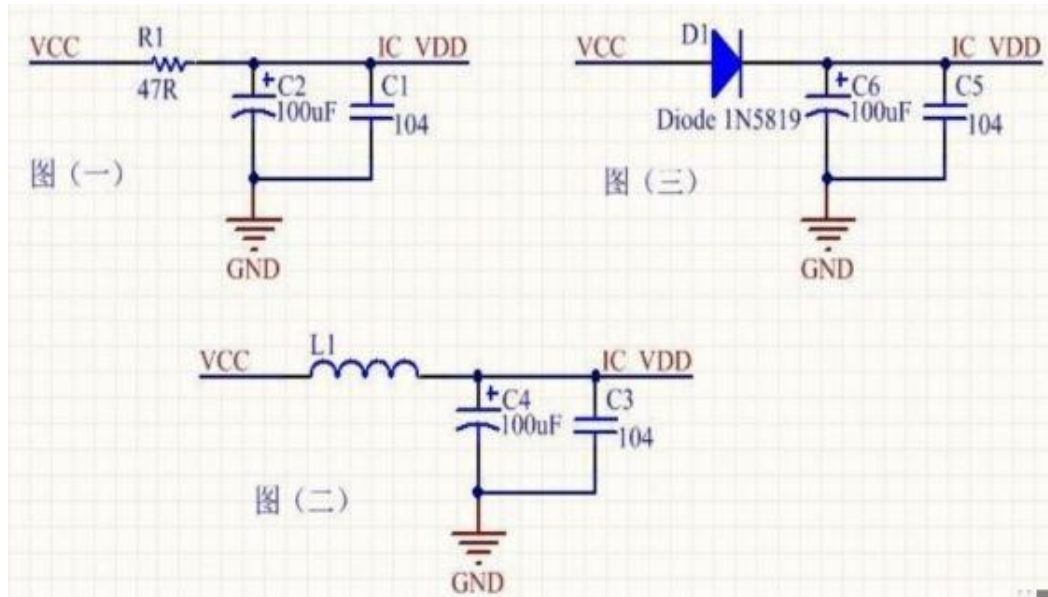 VCC
R1
47R
C2
100uF
IC VDD
C1
104
GND
图（一）
VCC
D1
Diode 1N5819
C6
100uF
IC VDD
C5
104
GND
图（三）
VCC
L1
C4
100uF
IC VDD
C3
104
GND
图（二）